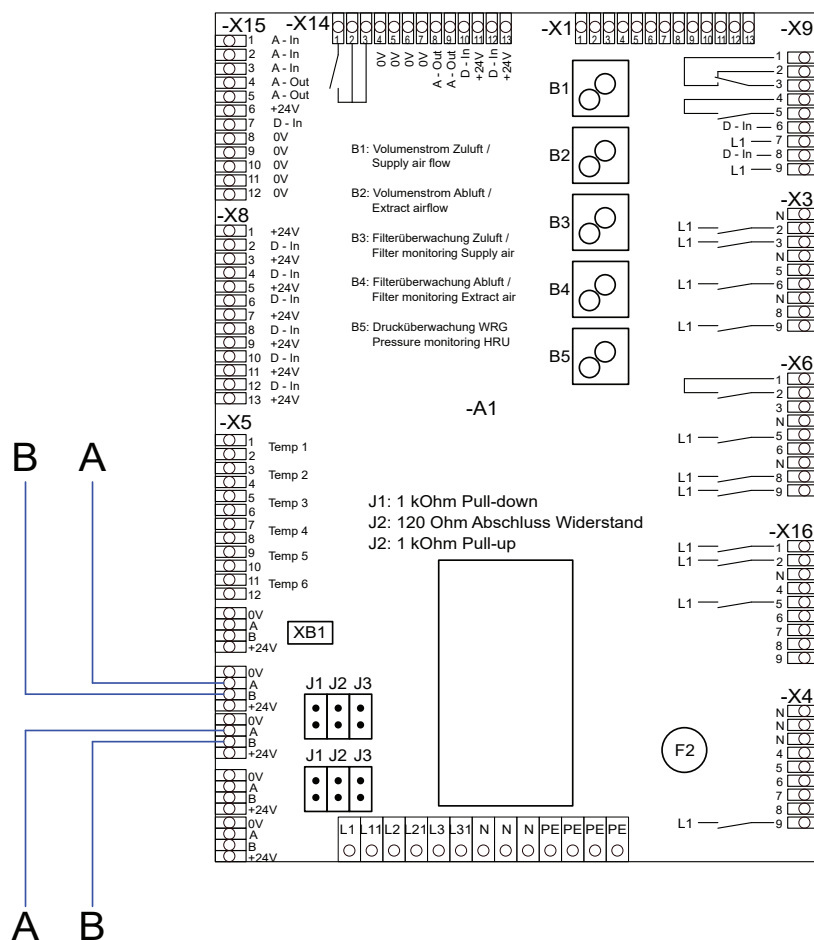 -X15
1 A - In
2 A - In
3 A - In
4 A - Out
5 A - Out
6 +24V
7 D - In
8 0V
9 0V
10 0V
11 0V
12 0V
-X14
1 2 3 4 5 6 7 8 9 10 11 12 13
0V
0V
0V
0V
A - Out
A - Out
D - In
+24V
D - In
+24V
-X1
1 2 3 4 5 6 7 8 9 10 11 12 13
-X9
1
2
3
4
5
D - In 6
L1 7
D - In 8
L1 9
B1
B2
B3
B4
B5
B1: Volumenstrom Zuluft /
Supply air flow
B2: Volumenstrom Abluft /
Extract airflow
B3: Filterüberwachung Zuluft /
Filter monitoring Supply air
B4: Filterüberwachung Abluft /
Filter monitoring Extract air
B5: Drucküberwachung WRG
Pressure monitoring HRU
-X8
1 +24V
2 D - In
3 +24V
4 D - In
5 +24V
6 D - In
7 +24V
8 D - In
9 +24V
10 D - In
11 +24V
12 D - In
13 +24V
-X3
N
L1 2
L1 3
N
5
L1 6
N
8
L1 9
-A1
-X6
1
2
3
N
L1 5
6
N
L1 8
L1 9
-X5
1 Temp 1
2
3 Temp 2
4
5 Temp 3
6
7 Temp 4
8
9 Temp 5
10
11 Temp 6
12
B A
J1: 1 kOhm Pull-down
J2: 120 Ohm Abschluss Widerstand
J2: 1 kOhm Pull-up
-X16
L1 1
L1 2
N
4
L1 5
6
7
8
9
0V
A
B
+24V
XB1
0V
A
B
+24V
0V
A
B
+24V
J1 J2 J3
J1 J2 J3
0V
A
B
+24V
0V
A
B
+24V
-X4
N
N
N
4
5
6
7
8
L1 9
F2
L1 L11 L2 L21 L3 L31 N N N PE PE PE PE
A B